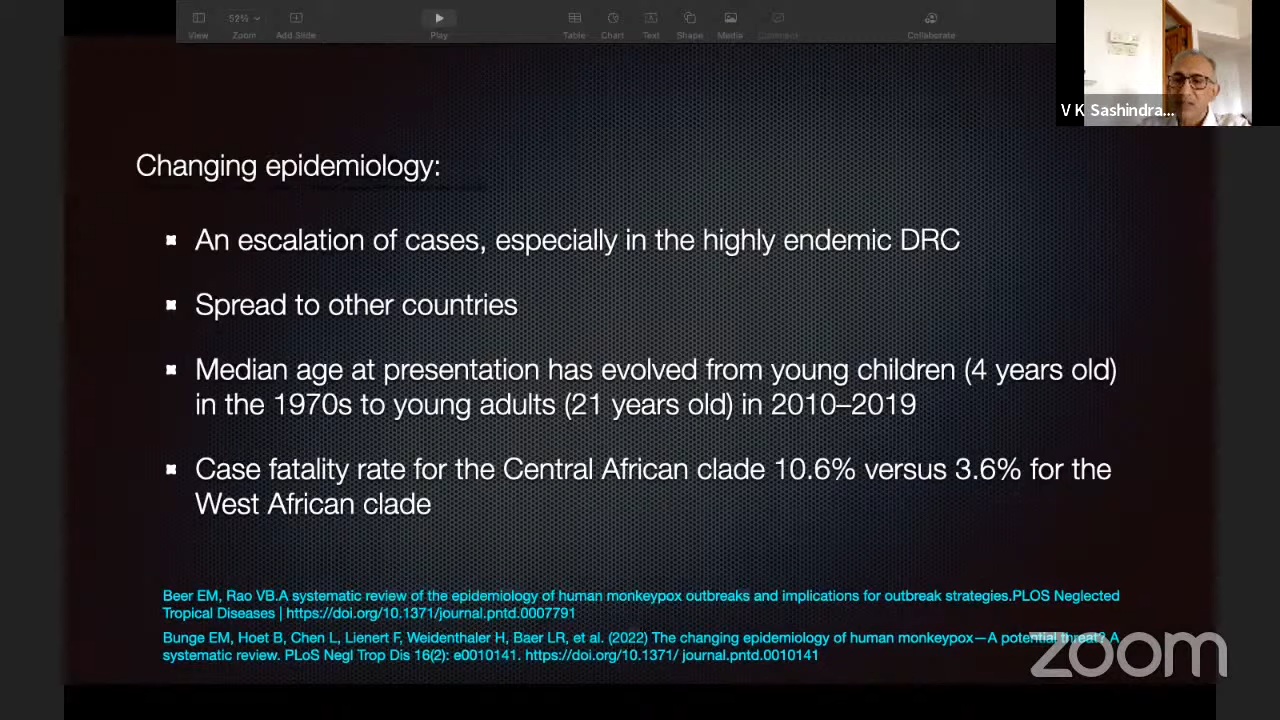 52%
View
Zoom
Add Slide
Play
Table
Chart
Text
Shape
Media
Comment
Collaborate
V K Sashindra...
Changing epidemiology:
An escalation of cases, especially in the highly endemic DRC
Spread to other countries
Median age at presentation has evolved from young children (4 years old)
in the 1970s to young adults (21 years old) in 2010–2019
Case fatality rate for the Central African clade 10.6% versus 3.6% for the
West African clade
Beer EM, Rao VB.A systematic review of the epidemiology of human monkeypox outbreaks and implications for outbreak strategies.PLOS Neglected
Tropical Diseases | https://doi.org/10.1371/journal.pntd.0007791
Bunge EM, Hoet B, Chen L, Lienert F, Weidenthaler H, Baer LR, et al. (2022) The changing epidemiology of human monkeypox—A potential threat? A
systematic review. PLoS Negl Trop Dis 16(2): e0010141. https://doi.org/10.1371/ journal.pntd.0010141
zoom